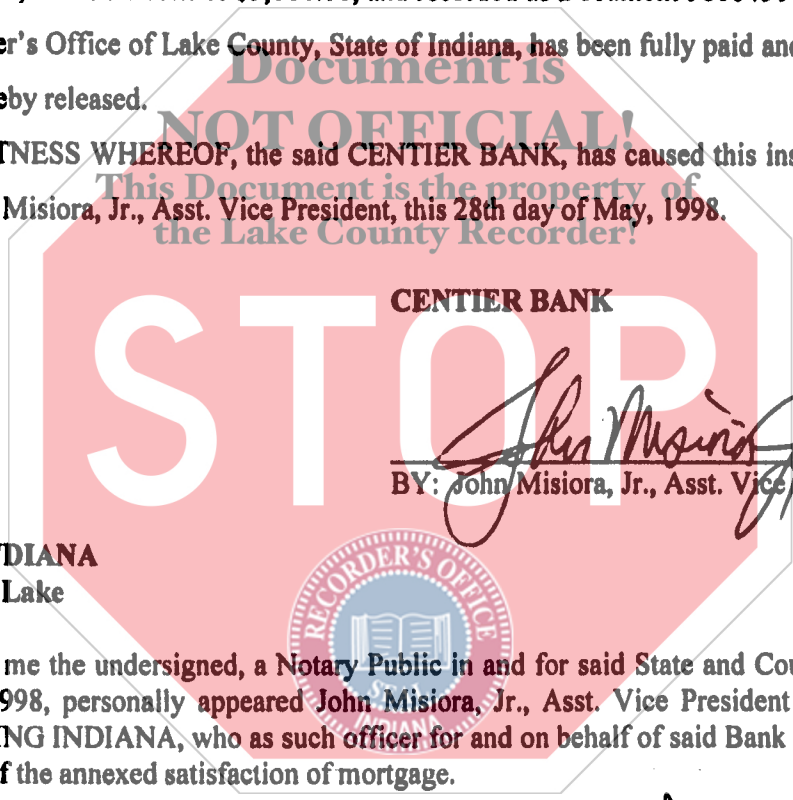 er's Office of Lake County, State of Indiana, has been fully paid and
Document is
eby released.
NOT OFFICIAL!
TNESS WHEREOF, the said CENTIER BANK, has caused this ins
This Document is the property of
Misiora, Jr., Asst. Vice President, this 28th day of May, 1998.
the Lake County Recorder!
CENTIER BANK
STOP
John Misiora Jr
BY: John Misiora, Jr., Asst. Vice
DIANA
Lake
RECORDER'S OFFICE
me the undersigned, a Notary Public in and for said State and Cou
998, personally appeared John Misiora, Jr., Asst. Vice President
NG INDIANA, who as such officer for and on behalf of said Bank
INDIANA
f the annexed satisfaction of mortgage.